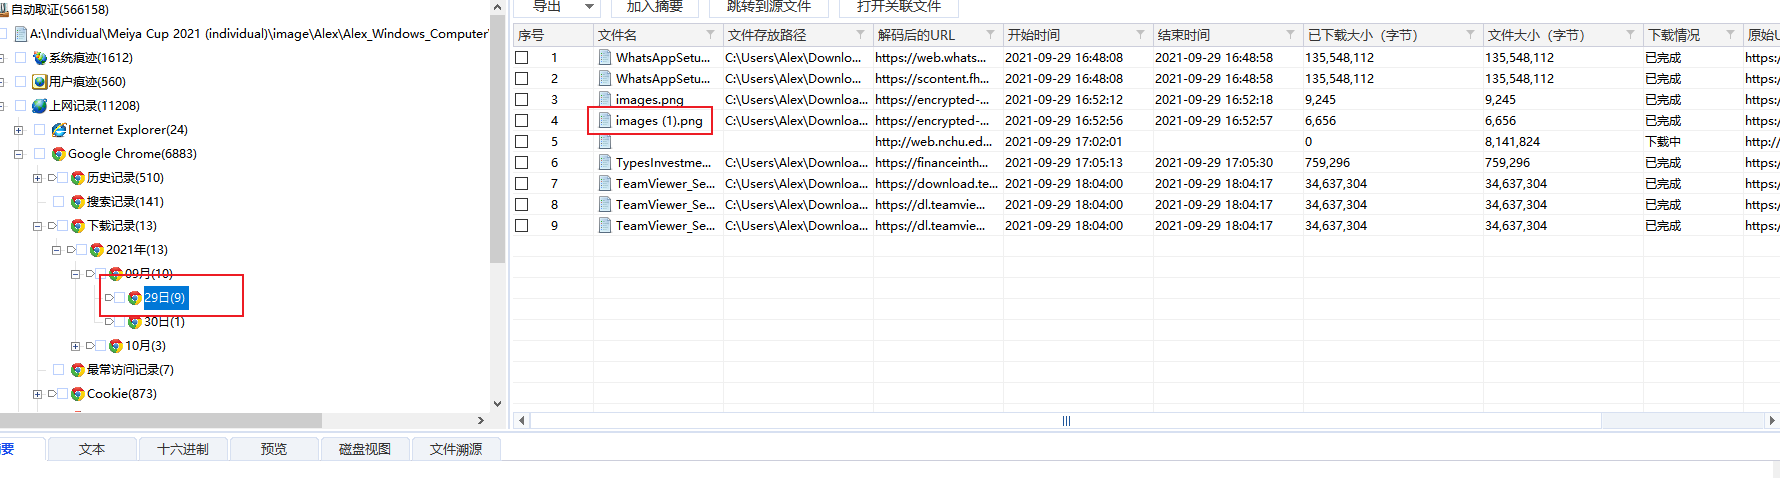 自动取证(566158)
A:\Individual\Meiya Cup 2021 (individual)\image\Alex\Alex_Windows_Computer\
系统痕迹(1612)
用户痕迹(560)
上网记录(11208)
Internet Explorer(24)
Google Chrome(6883)
历史记录(510)
搜索记录(141)
下载记录(13)
2021年(13)
09月(10)
29日(9)
30日(1)
10月(3)
最常访问记录(7)
Cookie(873)
导出 加入摘要 跳转到源文件 打开关联文件
序号 文件名 文件存放路径 解码后的URL 开始时间 结束时间 已下载大小（字节） 文件大小（字节） 下载情况 原始U
1 WhatsAppSetu... C:\Users\Alex\Downlo... https://web.whats... 2021-09-29 16:48:08 2021-09-29 16:48:58 135,548,112 135,548,112 已完成 https:
2 WhatsAppSetu... C:\Users\Alex\Downlo... https://scontent.fh... 2021-09-29 16:48:08 2021-09-29 16:48:58 135,548,112 135,548,112 已完成 https:
3 images.png C:\Users\Alex\Downloa... https://encrypted-... 2021-09-29 16:52:12 2021-09-29 16:52:18 9,245 9,245 已完成 https:
4 images (1).png C:\Users\Alex\Downloa... https://encrypted-... 2021-09-29 16:52:56 2021-09-29 16:52:57 6,656 6,656 已完成 https:
5 http://web.nchu.ed... 2021-09-29 17:02:01 0 8,141,824 下载中 http:/
6 TypesInvestme... C:\Users\Alex\Downloa... https://financeinth... 2021-09-29 17:05:13 2021-09-29 17:05:30 759,296 759,296 已完成 https:
7 TeamViewer_Se... C:\Users\Alex\Downloa... https://download.te... 2021-09-29 18:04:00 2021-09-29 18:04:17 34,637,304 34,637,304 已完成 https:
8 TeamViewer_Se... C:\Users\Alex\Downloa... https://dl.teamvie... 2021-09-29 18:04:00 2021-09-29 18:04:17 34,637,304 34,637,304 已完成 https:
9 TeamViewer_Se... C:\Users\Alex\Downloa... https://dl.teamvie... 2021-09-29 18:04:00 2021-09-29 18:04:17 34,637,304 34,637,304 已完成 https:
要 文本 十六进制 预览 磁盘视图 文件溯源